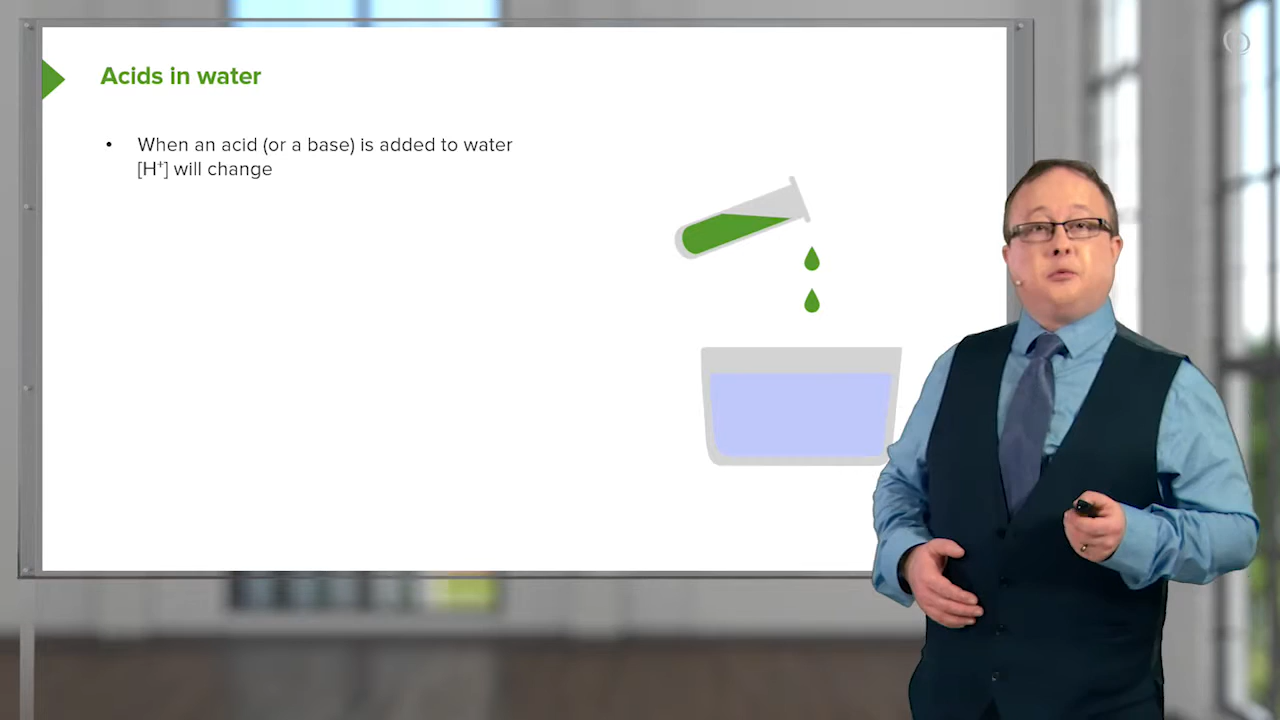 Acids in water
• When an acid (or a base) is added to water
[H⁺] will change